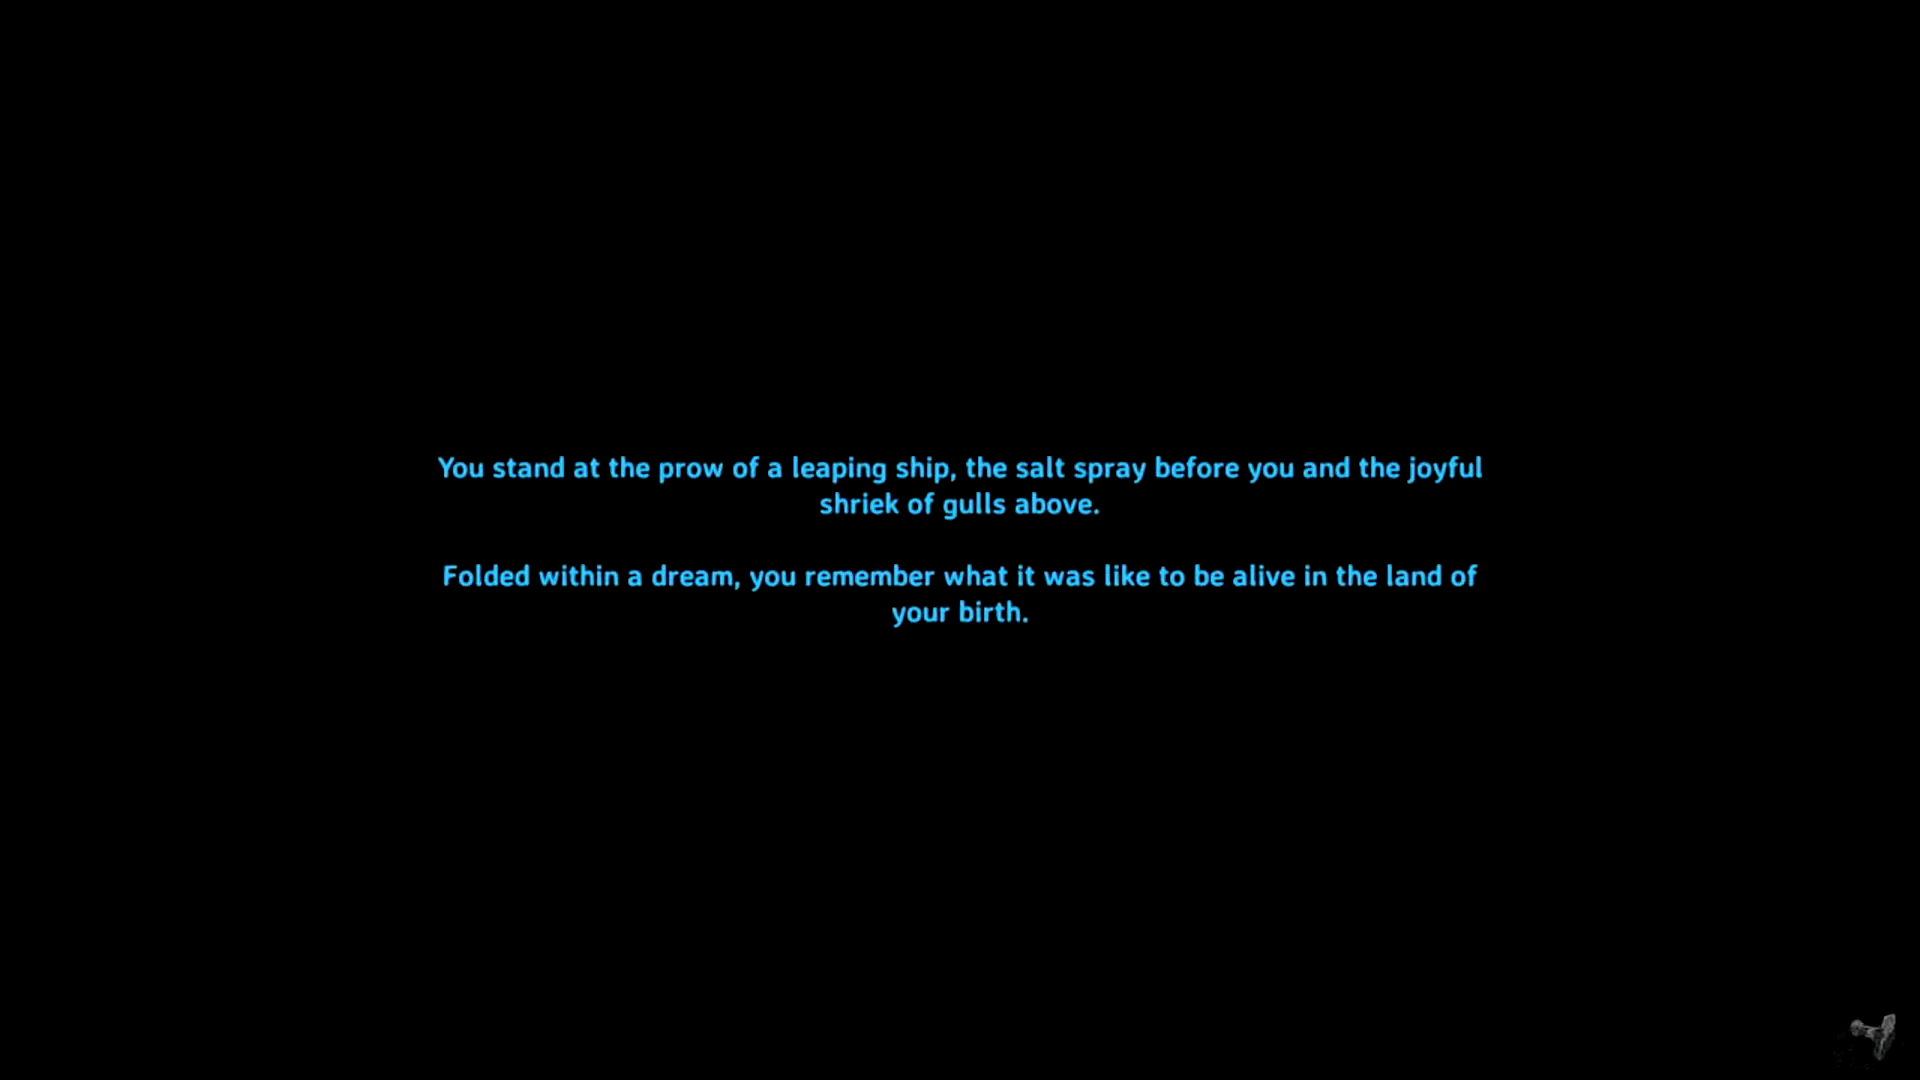 You stand at the prow of a leaping ship, the salt spray before you and the joyful
shriek of gulls above.
Folded within a dream, you remember what it was like to be alive in the land of
your birth.